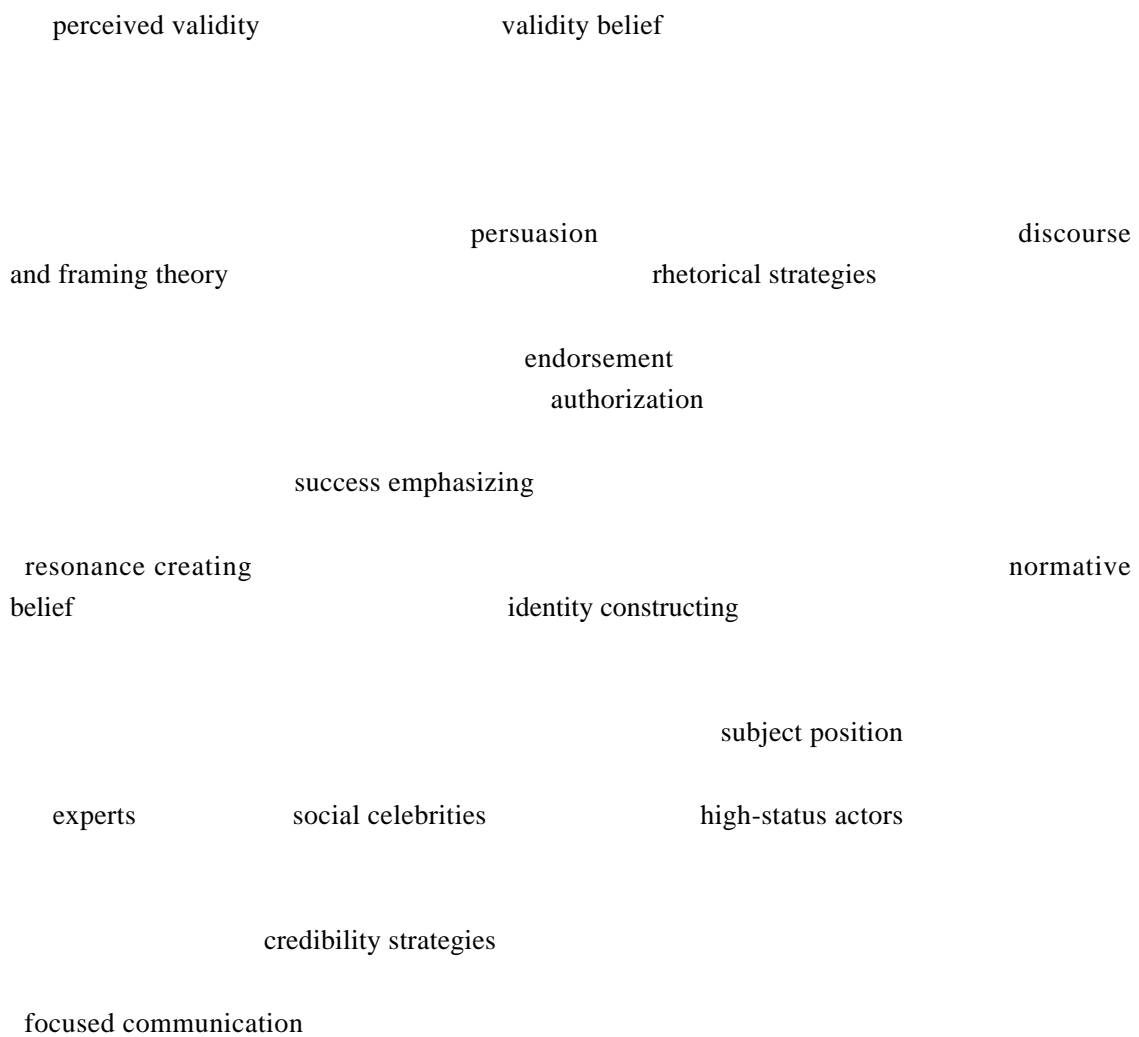 perceived validity validity belief
persuasion discourse
and framing theory rhetorical strategies
endorsement
authorization
success emphasizing
resonance creating normative
belief identity constructing
subject position
experts social celebrities high-status actors
credibility strategies
focused communication